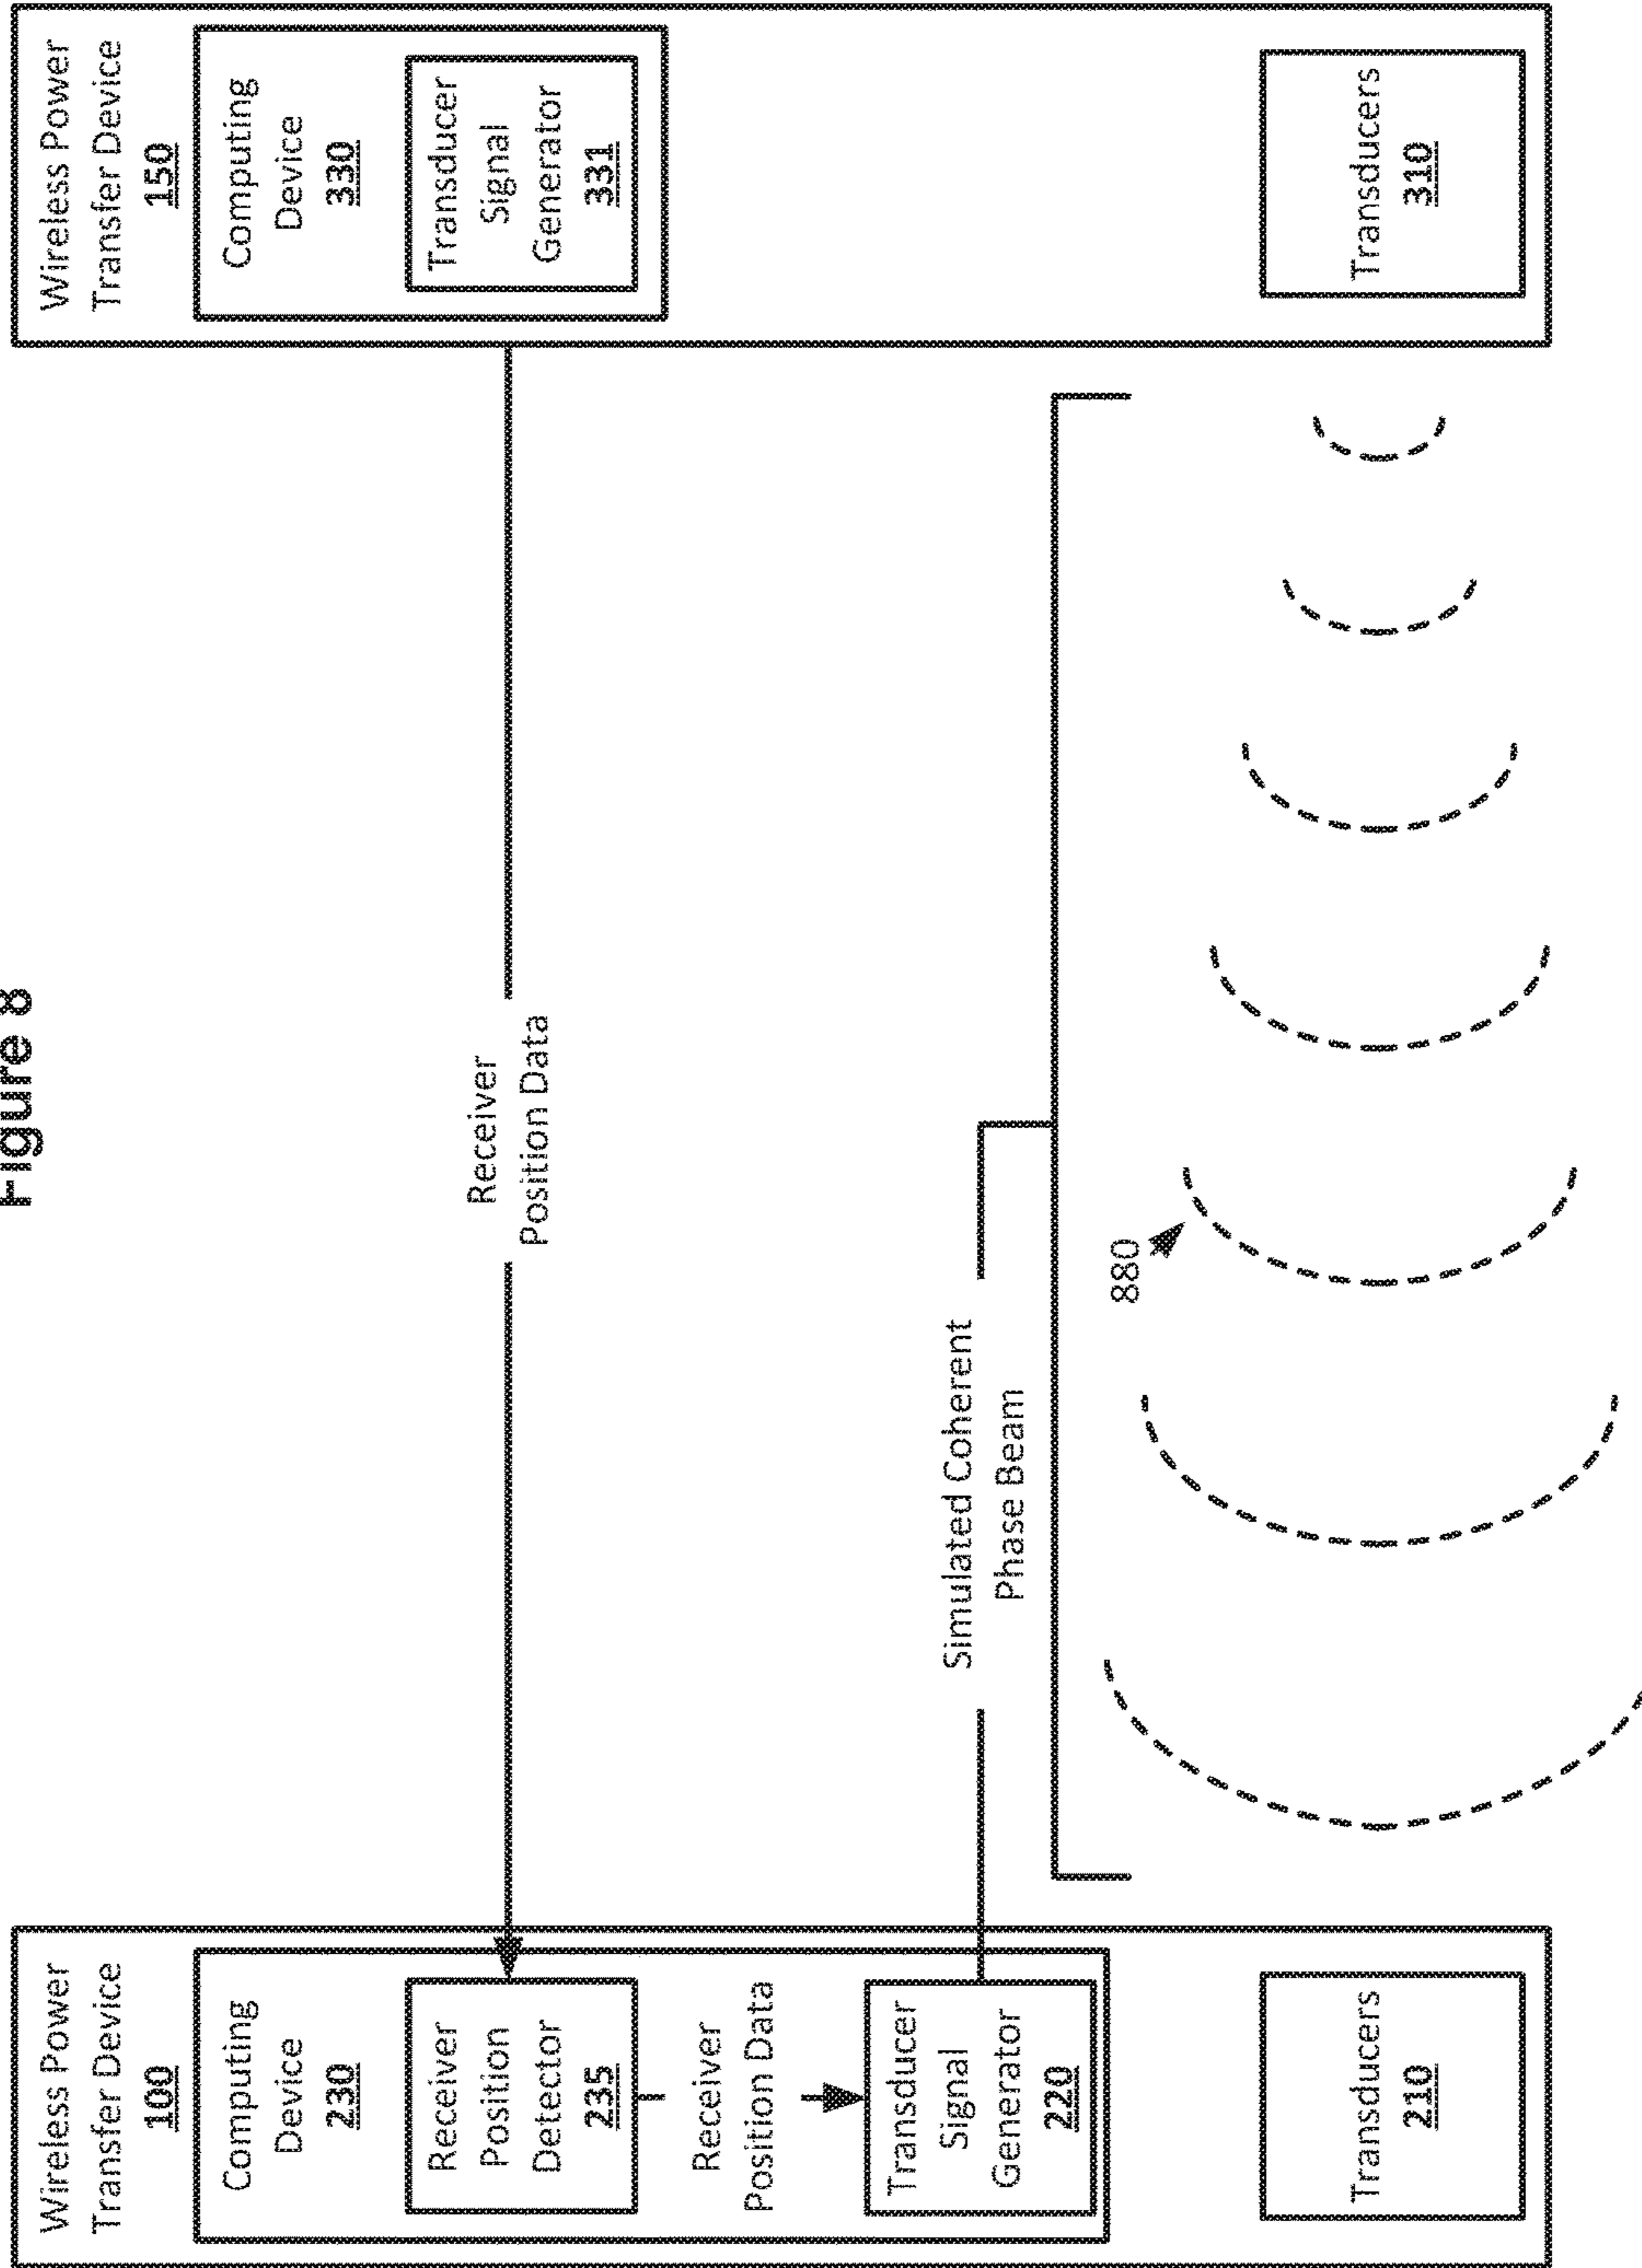 Figure 8
Wireless Power
Transfer Device
100
Computing
Device
230
Receiver
Position
Detector
235
Receiver
Position Data
Transducer
Signal
Generator
220
Transducers
210
Receiver
Position Data
Simulated Coherent
Phase Beam
880
Wireless Power
Transfer Device
150
Computing
Device
330
Transducer
Signal
Generator
331
Transducers
310